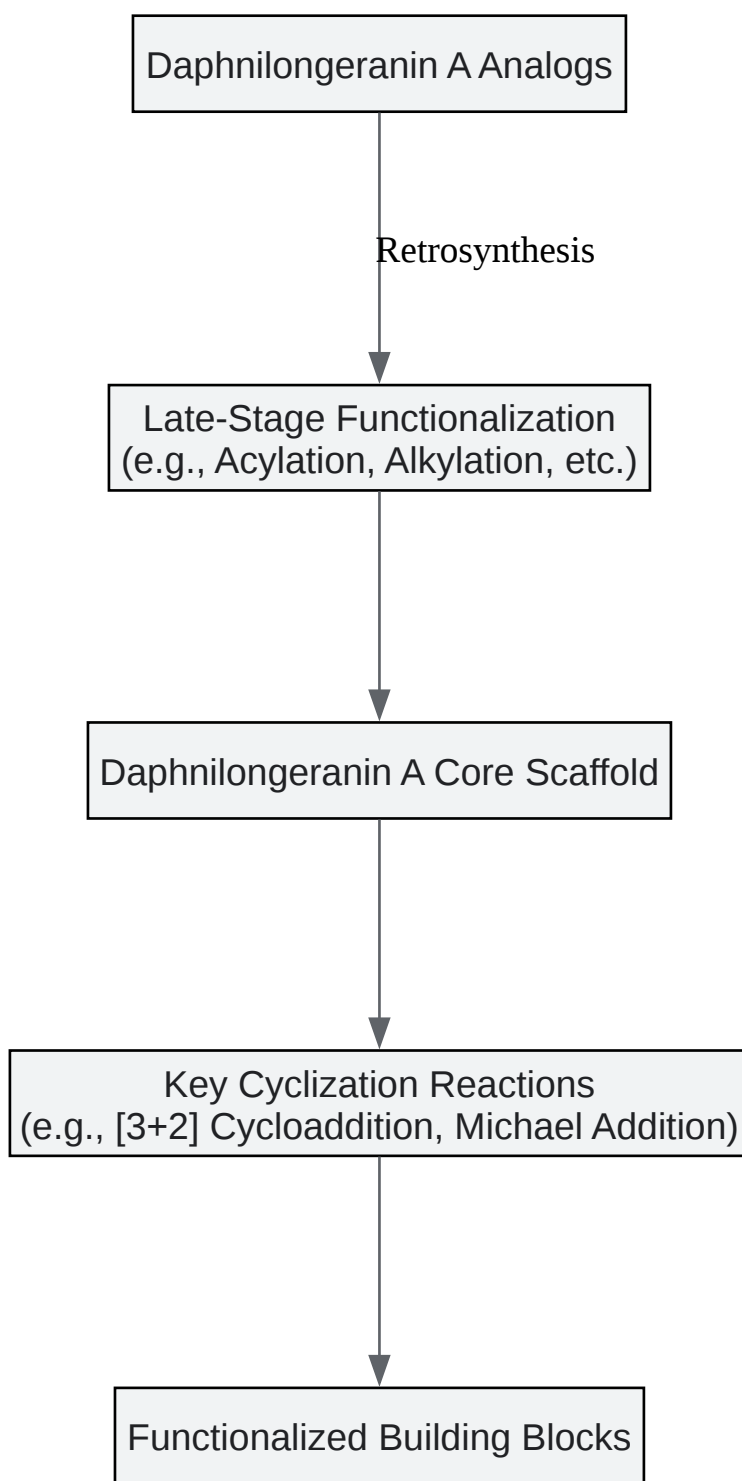 Daphnilongeranin A Analogs
Retrosynthesis
Late-Stage Functionalization
(e.g., Acylation, Alkylation, etc.)
Daphnilongeranin A Core Scaffold
Key Cyclization Reactions
(e.g., [3+2] Cycloaddition, Michael Addition)
Functionalized Building Blocks